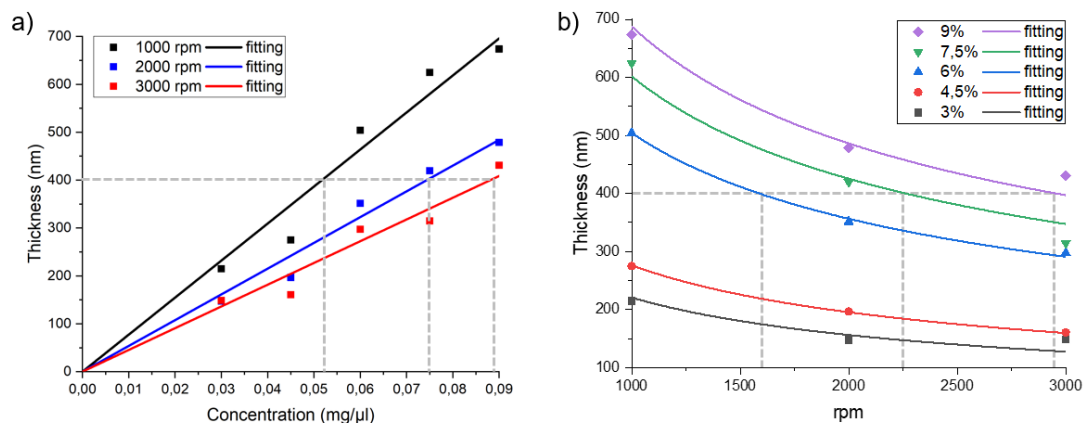 a)
700
600
500
400
300
200
100
0
Thickness (nm)
1000 rpm fitting
2000 rpm fitting
3000 rpm fitting
0,00 0,01 0,02 0,03 0,04 0,05 0,06 0,07 0,08 0,09
Concentration (mg/µl)
b)
700
600
500
400
300
200
100
Thickness (nm)
9% fitting
7,5% fitting
6% fitting
4,5% fitting
3% fitting
1000 1500 2000 2500 3000
rpm